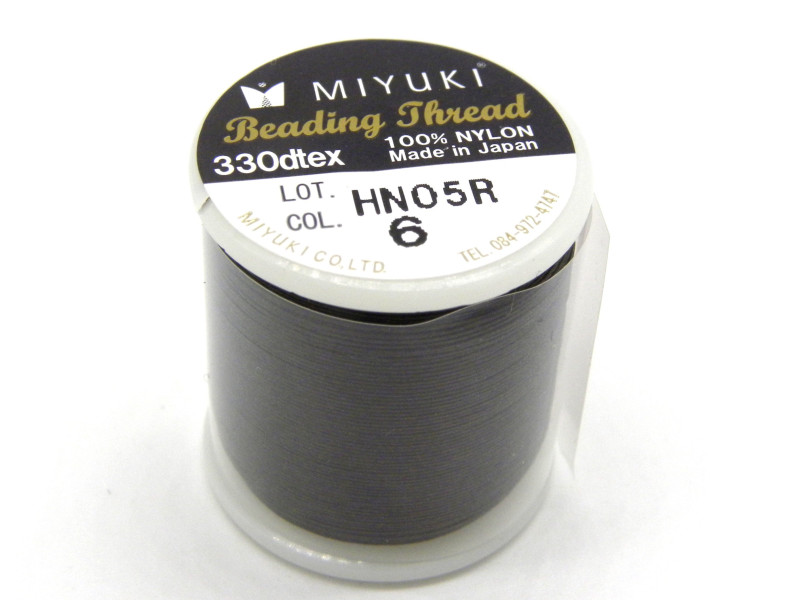 MIYUKI®
Beading Thread
330dtex
100% NYLON
Made in Japan
LOT. HN05R
COL. 6
MIYUKI CO.,LTD.
TEL. 084-972-4747